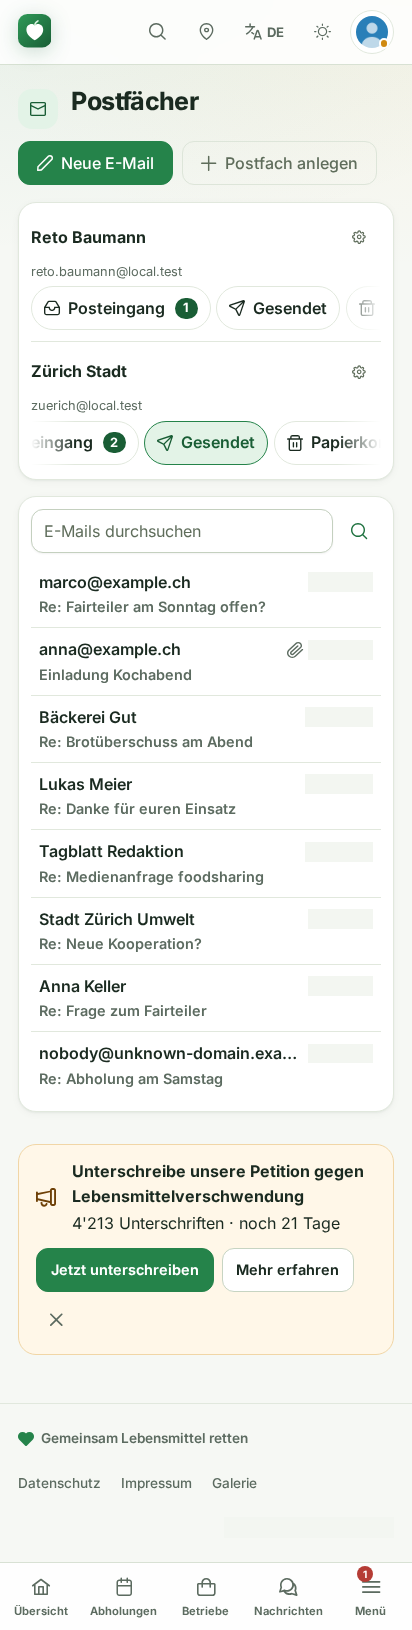 DE
Postfächer
Neue E-Mail
Postfach anlegen
Reto Baumann
reto.baumann@local.test
Posteingang 1
Gesendet
Zürich Stadt
zuerich@local.test
eingang 2
Gesendet
Papierko
E-Mails durchsuchen
marco@example.ch
Re: Fairteiler am Sonntag offen?
anna@example.ch
Einladung Kochabend
Bäckerei Gut
Re: Brotüberschuss am Abend
Lukas Meier
Re: Danke für euren Einsatz
Tagblatt Redaktion
Re: Medienanfrage foodsharing
Stadt Zürich Umwelt
Re: Neue Kooperation?
Anna Keller
Re: Frage zum Fairteiler
nobody@unknown-domain.exa...
Re: Abholung am Samstag
Unterschreibe unsere Petition gegen
Lebensmittelverschwendung
4'213 Unterschriften · noch 21 Tage
Jetzt unterschreiben
Mehr erfahren
Gemeinsam Lebensmittel retten
Datenschutz
Impressum
Galerie
1
Übersicht
Abholungen
Betriebe
Nachrichten
Menü